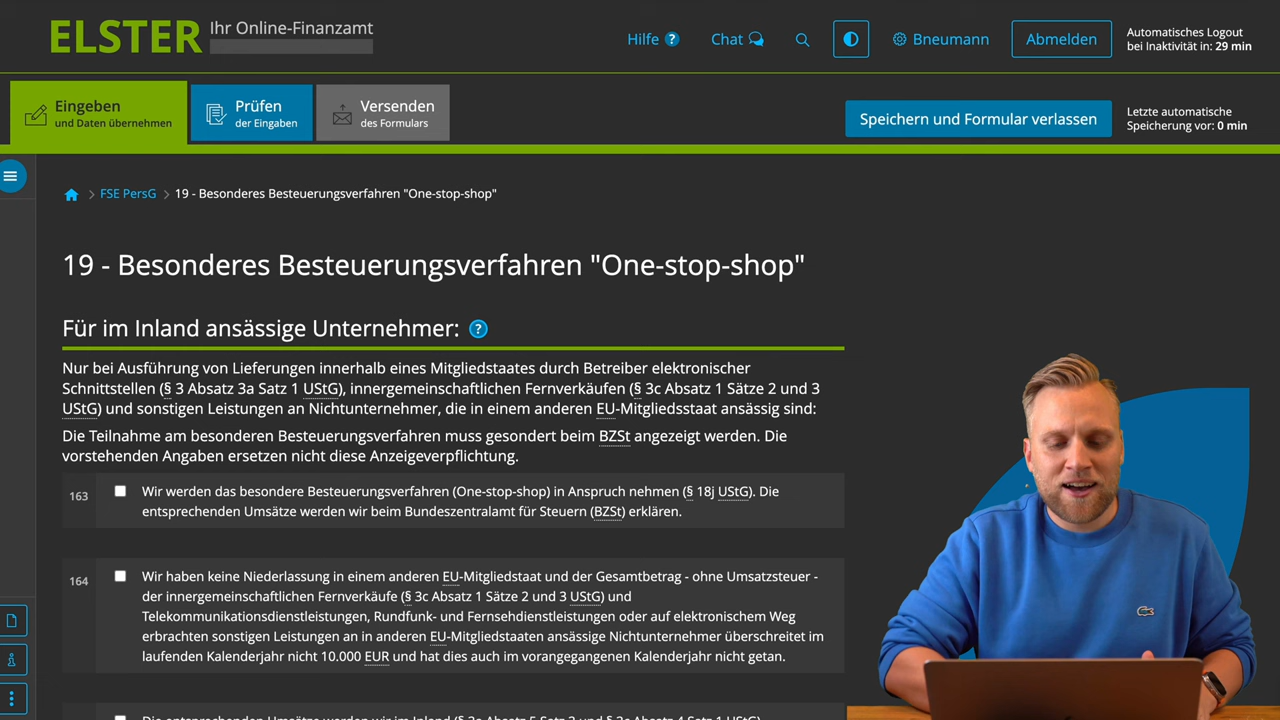 ELSTER Ihr Online-Finanzamt
Hilfe ?
Chat
Bneumann
Abmelden
Automatisches Logout
bei Inaktivität in: 29 min
Eingeben
und Daten übernehmen
Prüfen
der Eingaben
Versenden
des Formulars
Speichern und Formular verlassen
Letzte automatische
Speicherung vor: 0 min
FSE PersG
19 - Besonderes Besteuerungsverfahren "One-stop-shop"
19 - Besonderes Besteuerungsverfahren "One-stop-shop"
Für im Inland ansässige Unternehmer: ?
Nur bei Ausführung von Lieferungen innerhalb eines Mitgliedstaates durch Betreiber elektronischer
Schnittstellen (§ 3 Absatz 3a Satz 1 UStG), innergemeinschaftlichen Fernverkäufen (§ 3c Absatz 1 Sätze 2 und 3
UStG) und sonstigen Leistungen an Nichtunternehmer, die in einem anderen EU-Mitgliedsstaat ansässig sind:
Die Teilnahme am besonderen Besteuerungsverfahren muss gesondert beim BZSt angezeigt werden. Die
vorstehenden Angaben ersetzen nicht diese Anzeigeverpflichtung.
163 Wir werden das besondere Besteuerungsverfahren (One-stop-shop) in Anspruch nehmen (§ 18j UStG). Die
entsprechenden Umsätze werden wir beim Bundeszentralamt für Steuern (BZSt) erklären.
164 Wir haben keine Niederlassung in einem anderen EU-Mitgliedstaat und der Gesamtbetrag - ohne Umsatzsteuer -
der innergemeinschaftlichen Fernverkäufe (§ 3c Absatz 1 Sätze 2 und 3 UStG) und
Telekommunikationsdienstleistungen, Rundfunk- und Fernsehdienstleistungen oder auf elektronischem Weg
erbrachten sonstigen Leistungen an in anderen EU-Mitgliedstaaten ansässige Nichtunternehmer überschreitet im
laufenden Kalenderjahr nicht 10.000 EUR und hat dies auch im vorangegangenen Kalenderjahr nicht getan.